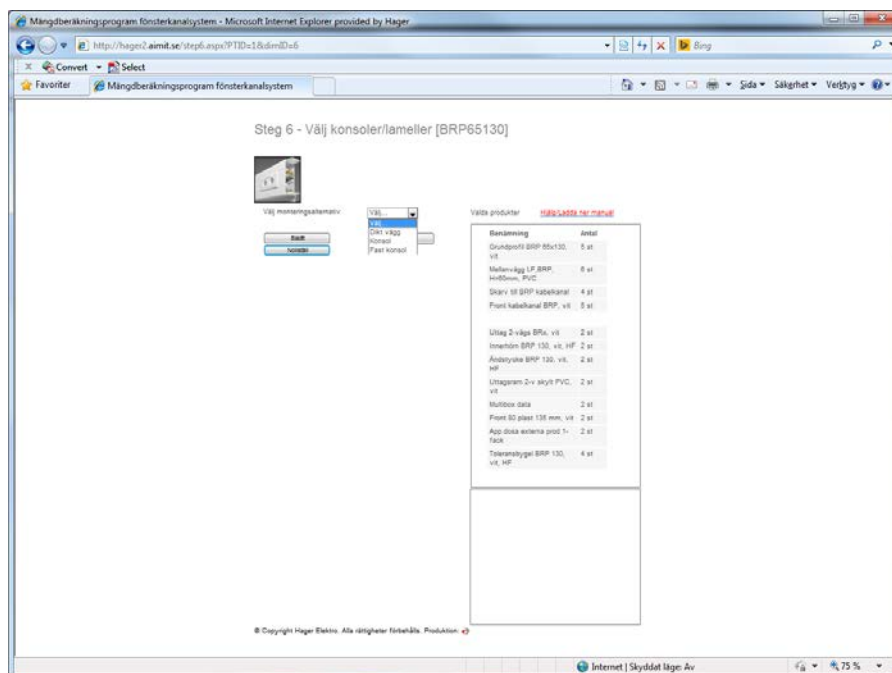 Mängdberäkningsprogram fönsterkanalsystem - Microsoft Internet Explorer provided by Hager
http://hager2.aimit.se/step6.aspx?PTID=1&dimID=6
Bing
x Convert Select
Favoriter Mängdberäkningsprogram fönsterkanalsystem Sida Säkerhet Verktyg
Steg 6 - Välj konsoler/lameller [BRP65130]
Välj monteringsalternativ Välj... Valda produkter Hjälp/Ladda ner manual
Välj...
Dikt vägg
Konsol
Fast konsol
Benämning Antal
Grundprofil BRP 65x130, 5 st
vit
Mellanvägg LF,BRP, 6 st
H=60mm, PVC
Skarv till BRP kabelkanal 4 st
Front kabelkanal BRP, vit 5 st
Uttag 2-vägs BRx, vit 2 st
Innerhörn BRP 130, vit, HF 2 st
Ändstycke BRP 130, vit, 2 st
HF
Uttagsram 2-v skylt PVC, 2 st
vit
Multibox data 2 st
Front 80 plast 136 mm, vit 2 st
App dosa externa prod 1- 2 st
fack
Toleransbygel BRP 130, 4 st
vit, HF
© Copyright Hager Elektro. Alla rättigheter förbehålls. Produktion:
Internet | Skyddat läge: Av 75 %